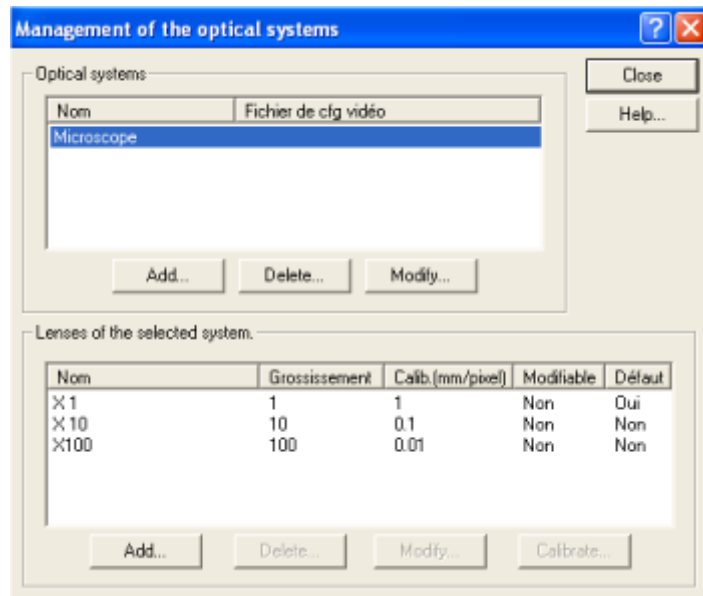 Management of the optical systems
Optical systems
Close
Nom Fichier de cfg vidéo
Help...
Microscope
Add... Delete... Modify...
Lenses of the selected system.
Nom Grossissement Calib.(mm/pixel) Modifiable Défaut
X 1 1 1 Non Oui
X 10 10 0.1 Non Non
X100 100 0.01 Non Non
Add... Delete... Modify... Calibrate...